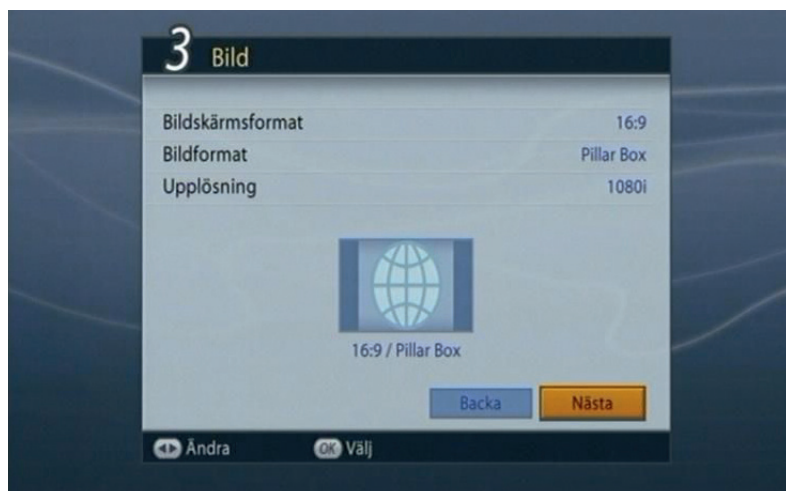 3 Bild
Bildskärmsformat 16:9
Bildformat Pillar Box
Upplösning 1080i
16:9 / Pillar Box
Backa Nästa
Ändra OK Välj